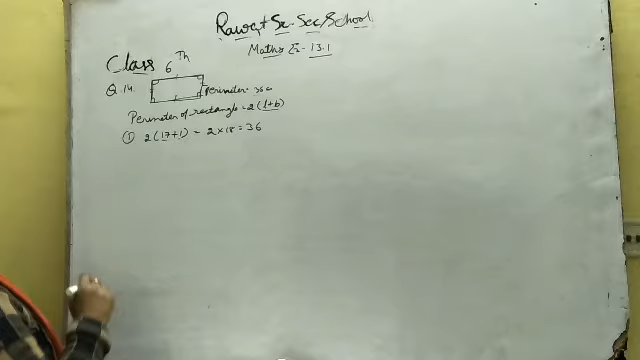 Rawat Sr. Sec School
Maths Ex- 13.1
Class 6th
Q.14. Perimeter = 36
Perimeter of rectangle = 2(l+b)
① 2(17+1) = 2×18=36